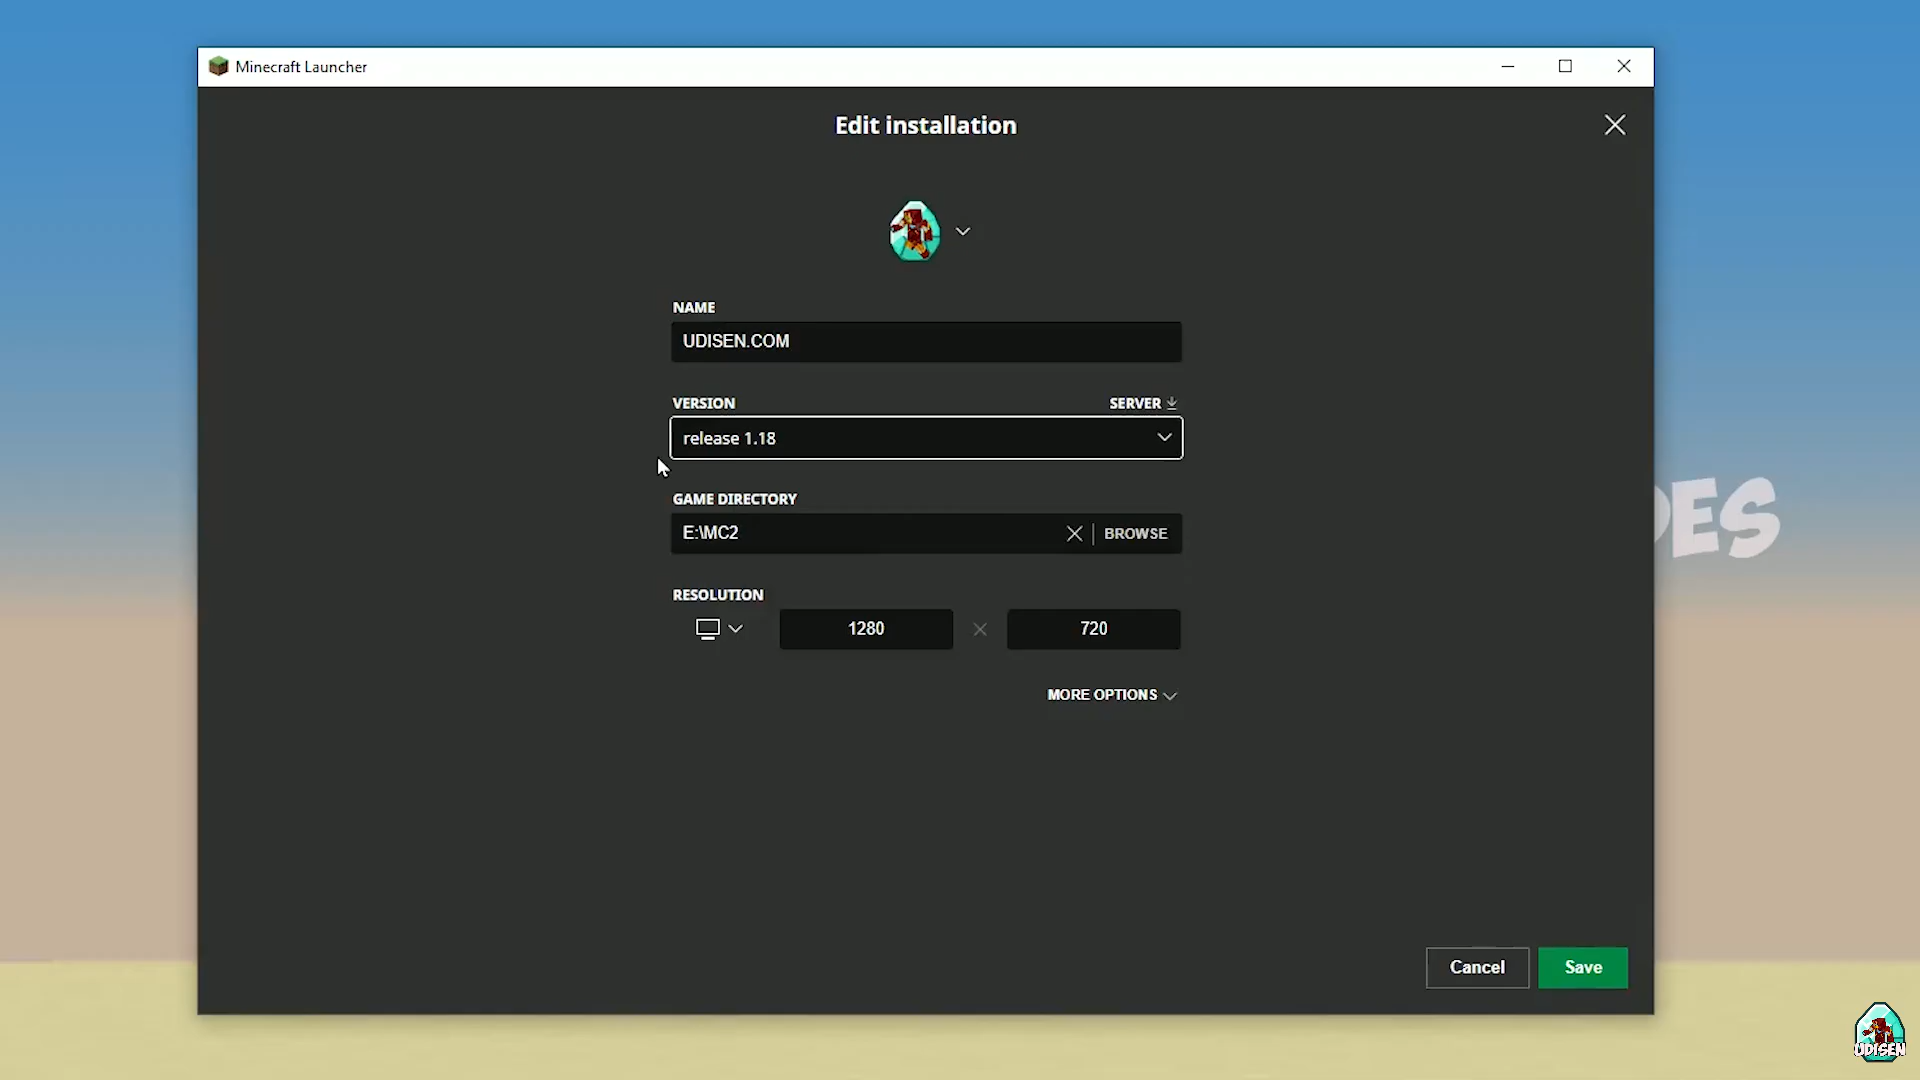 Minecraft Launcher
Edit installation
NAME
UDISEN.COM
VERSION
SERVER
release 1.18
GAME DIRECTORY
E:\MC2
BROWSE
RESOLUTION
1280
720
MORE OPTIONS
Cancel
Save
UDISEN